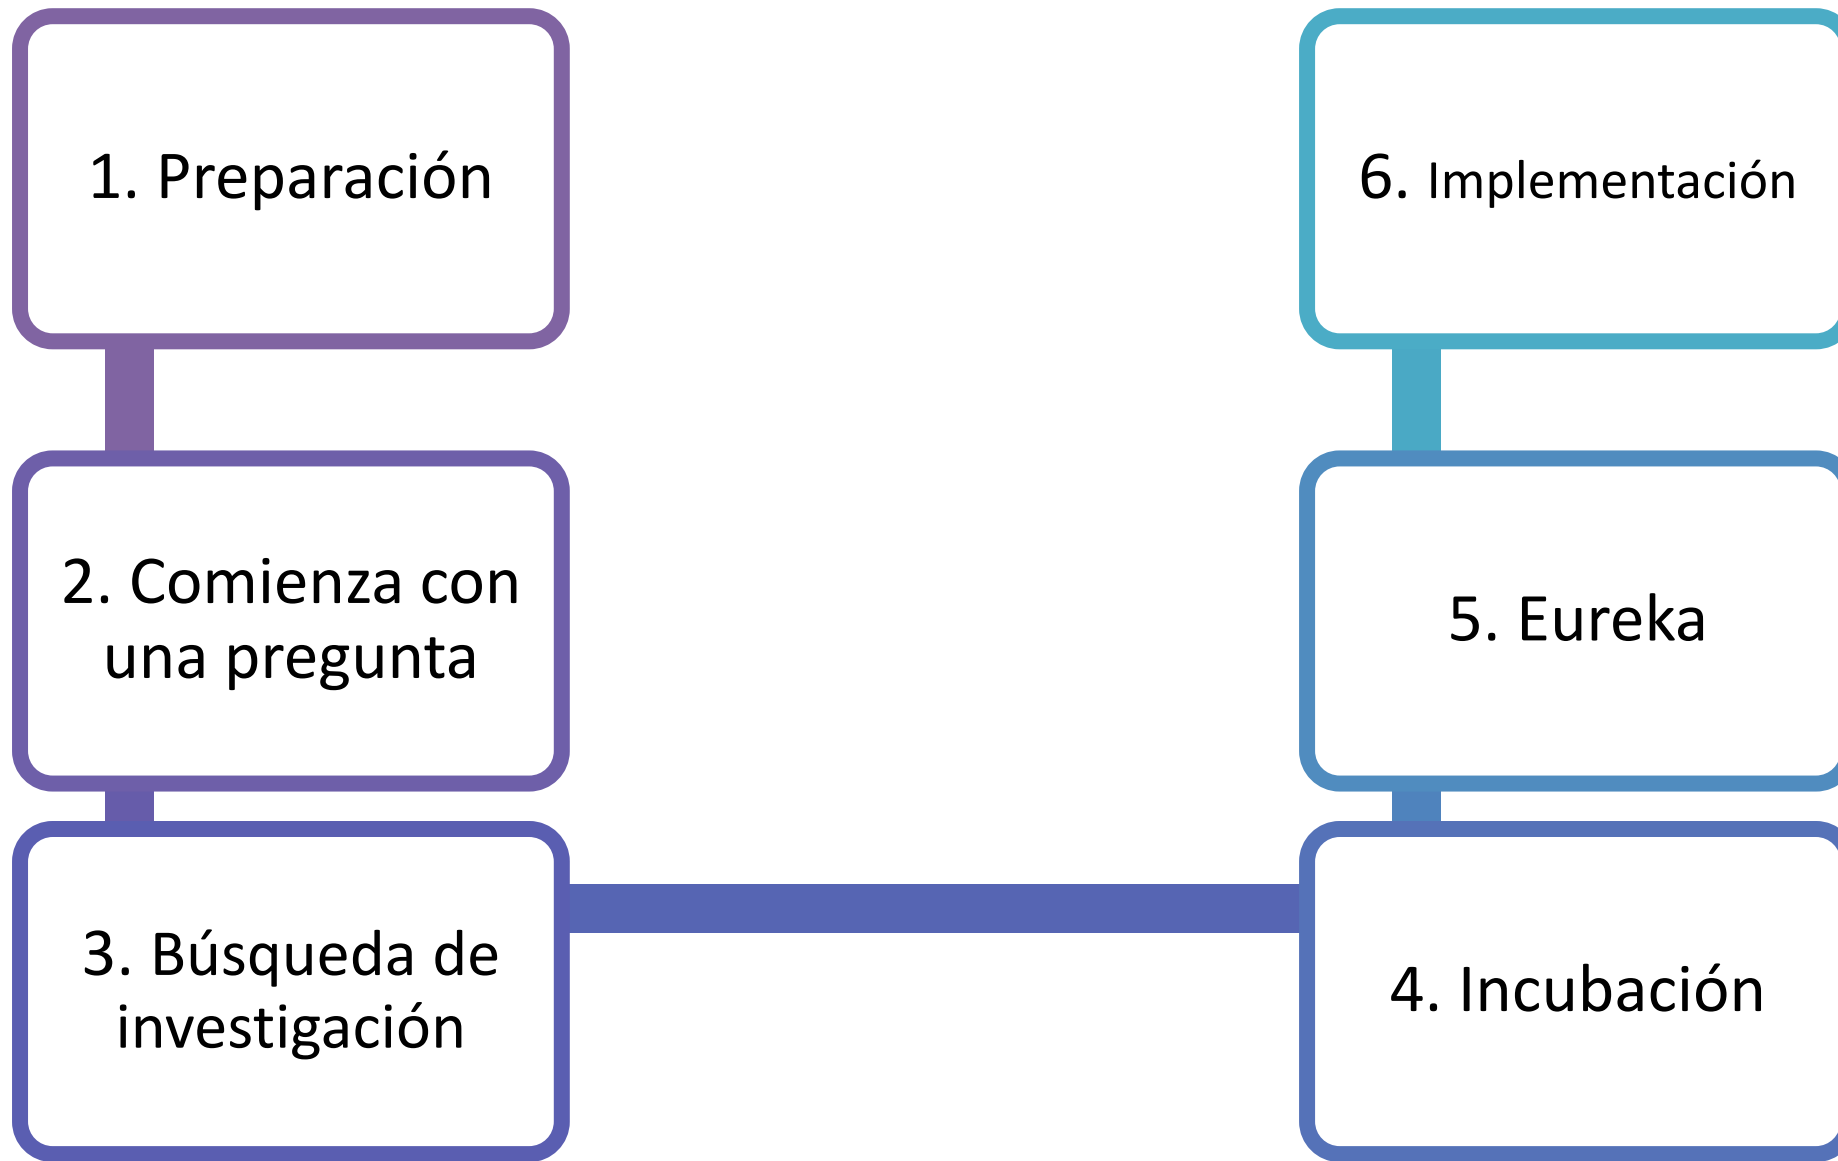 1. Preparación
2. Comienza con
una pregunta
3. Búsqueda de
investigación
4. Incubación
5. Eureka
6. Implementación